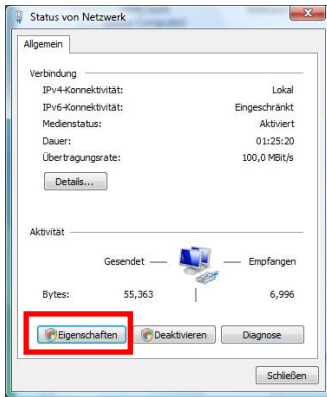 Status von Netzwerk
Allgemein
Verbindung
IPv4-Konnektivität: Lokal
IPv6-Konnektivität: Eingeschränkt
Medienstatus: Aktiviert
Dauer: 01:25:20
Übertragungsrate: 100,0 MBit/s
Details...
Aktivität
Gesendet — — Empfangen
Bytes: 55,363 | 6,996
Eigenschaften Deaktivieren Diagnose
Schließen